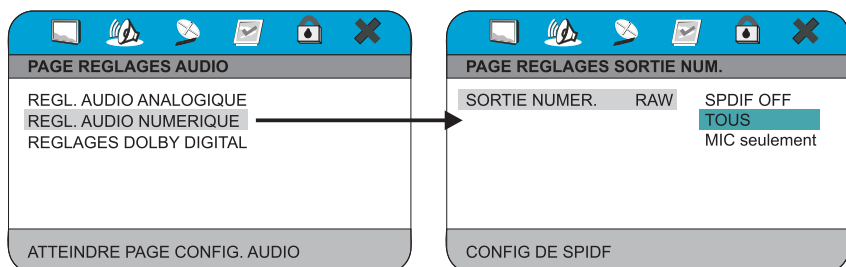 PAGE REGLAGES AUDIO
REGL. AUDIO ANALOGIQUE
REGL. AUDIO NUMERIQUE
REGLAGES DOLBY DIGITAL
ATTEINDRE PAGE CONFIG. AUDIO
PAGE REGLAGES SORTIE NUM.
SORTIE NUMER. RAW SPDIF OFF
TOUS
MIC seulement
CONFIG DE SPIDF